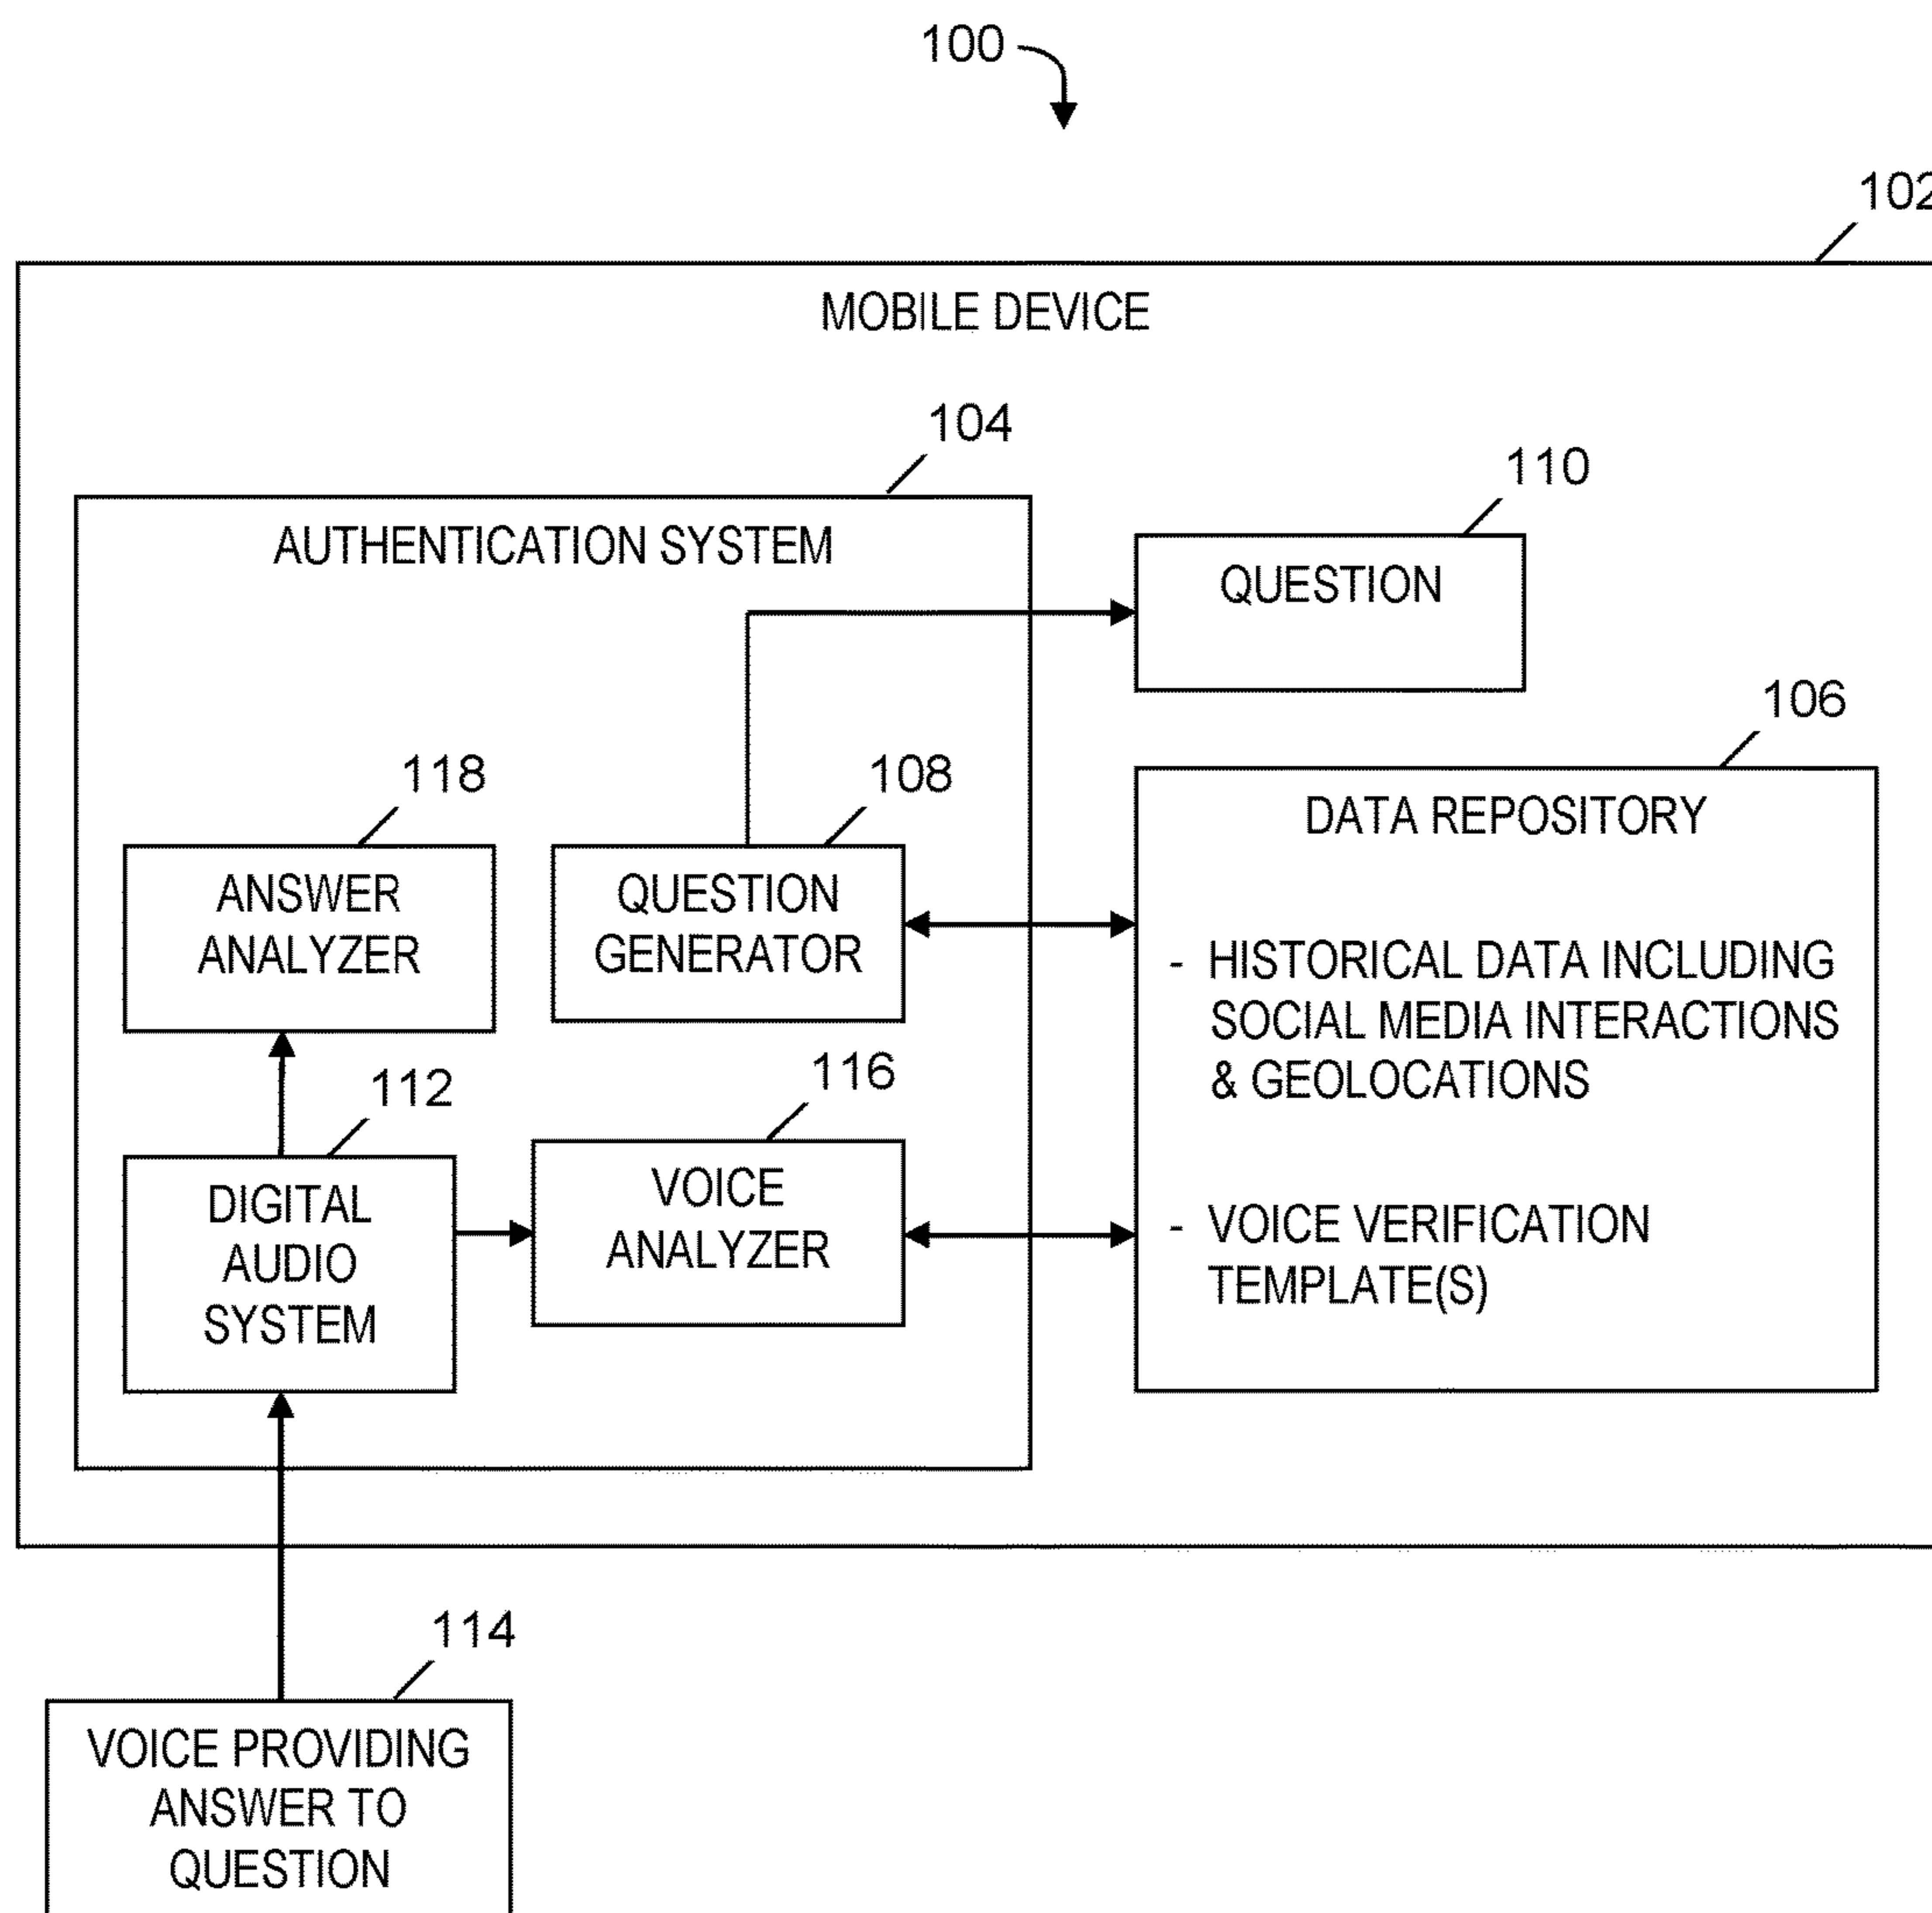 100
102
MOBILE DEVICE
104
AUTHENTICATION SYSTEM
110
QUESTION
106
DATA REPOSITORY
- HISTORICAL DATA INCLUDING
SOCIAL MEDIA INTERACTIONS
& GEOLOCATIONS
- VOICE VERIFICATION
TEMPLATE(S)
118
ANSWER
ANALYZER
108
QUESTION
GENERATOR
112
DIGITAL
AUDIO
SYSTEM
116
VOICE
ANALYZER
114
VOICE PROVIDING
ANSWER TO
QUESTION